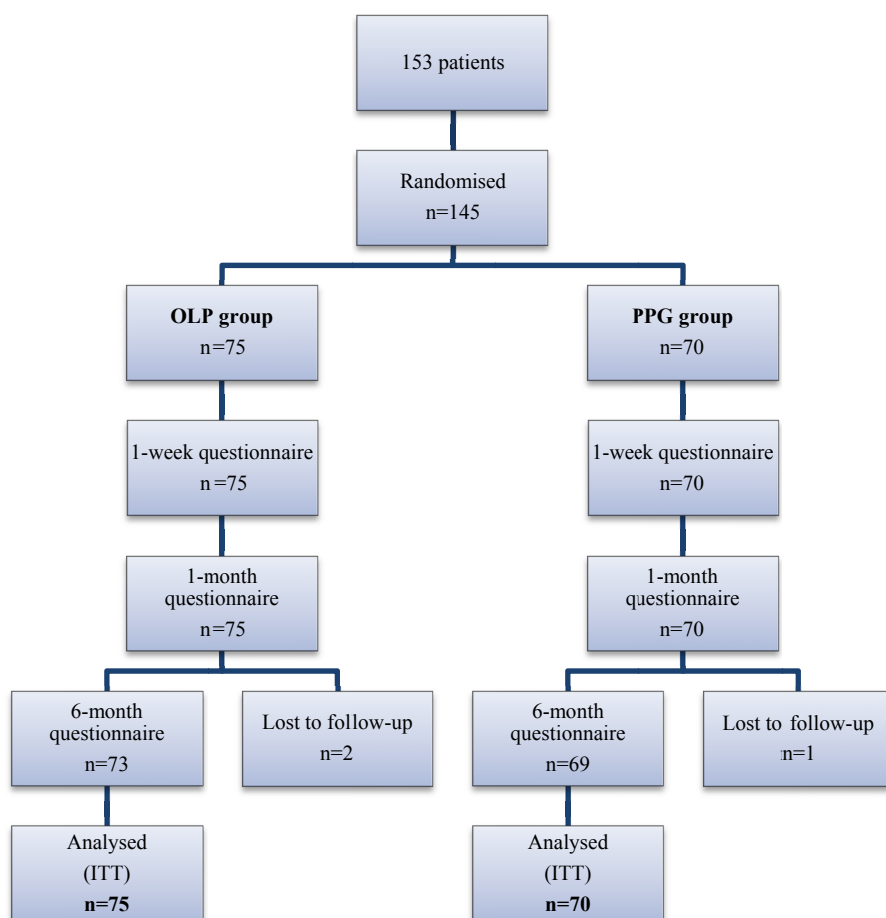 153 patients
Randomised
n=145
OLP group
n=75
PPG group
n=70
1-week questionnaire
n=75
1-week questionnaire
n=70
1-month
questionnaire
n=75
1-month
questionnaire
n=70
6-month
questionnaire
n=73
Lost to follow-up
n=2
6-month
questionnaire
n=69
Lost to follow-up
n=1
Analysed
(ITT)
n=75
Analysed
(ITT)
n=70